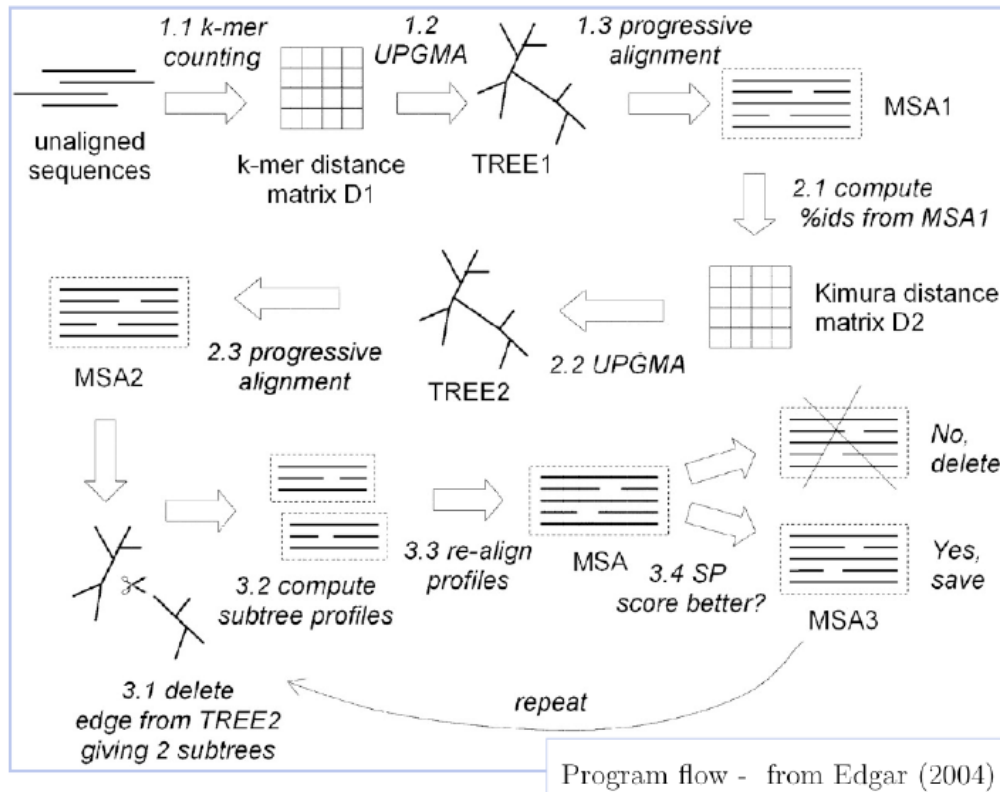 1.1 k-mer
counting
1.2
UPGMA
1.3 progressive
alignment
unaligned
sequences
k-mer distance
matrix D1
TREE1
MSA1
2.1 compute
%ids from MSA1
Kimura distance
matrix D2
2.2 UPGMA
TREE2
2.3 progressive
alignment
MSA2
3.1 delete
edge from TREE2
giving 2 subtrees
3.2 compute
subtree profiles
3.3 re-align
profiles
MSA
3.4 SP
score better?
No,
delete
Yes,
save
MSA3
repeat
Program flow - from Edgar (2004)